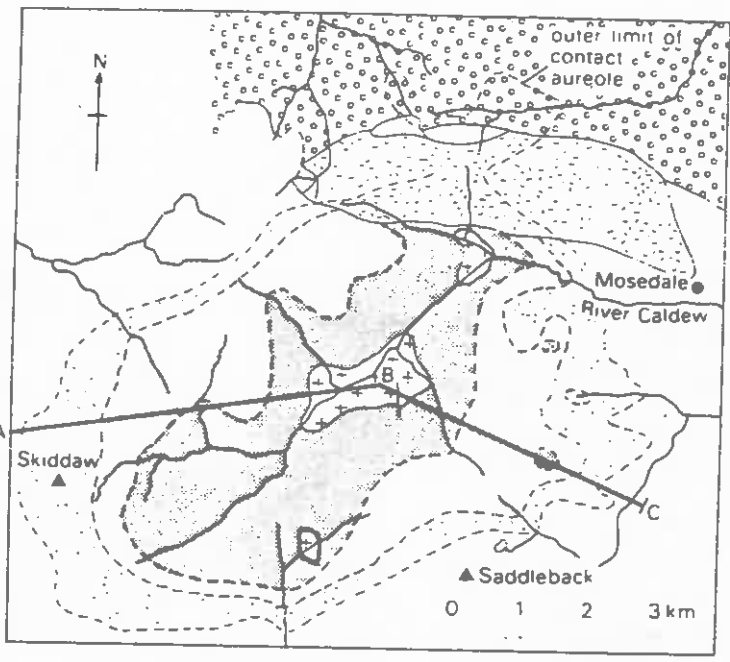 outer limit of
contact
aureole
N
Mosedale
River Caldew
B
A
Skiddaw
C
Saddleback
0 1 2 3 km